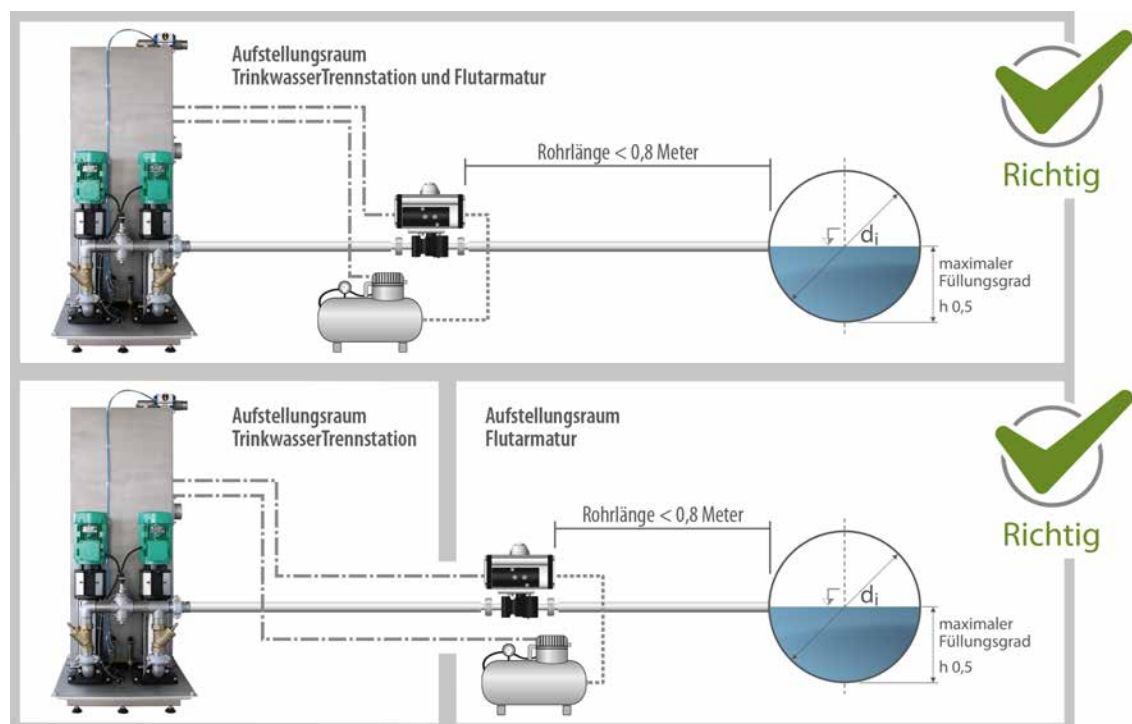 Aufstellungsraum
TrinkwasserTrennstation und Flutarmatur
Rohrlänge < 0,8 Meter
di
maximaler
Füllungsgrad
h 0,5
Richtig
Aufstellungsraum
TrinkwasserTrennstation
Aufstellungsraum
Flutarmatur
Rohrlänge < 0,8 Meter
di
maximaler
Füllungsgrad
h 0,5
Richtig